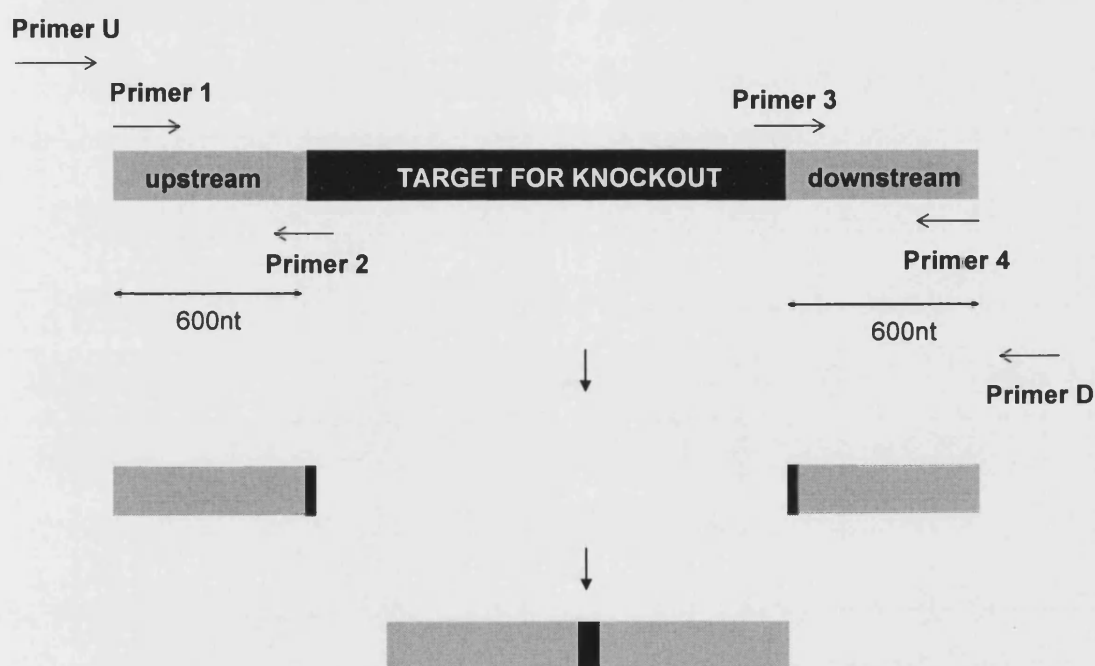 Primer U
Primer 1
Primer 3
upstream
TARGET FOR KNOCKOUT
downstream
Primer 2
Primer 4
600nt
600nt
Primer D